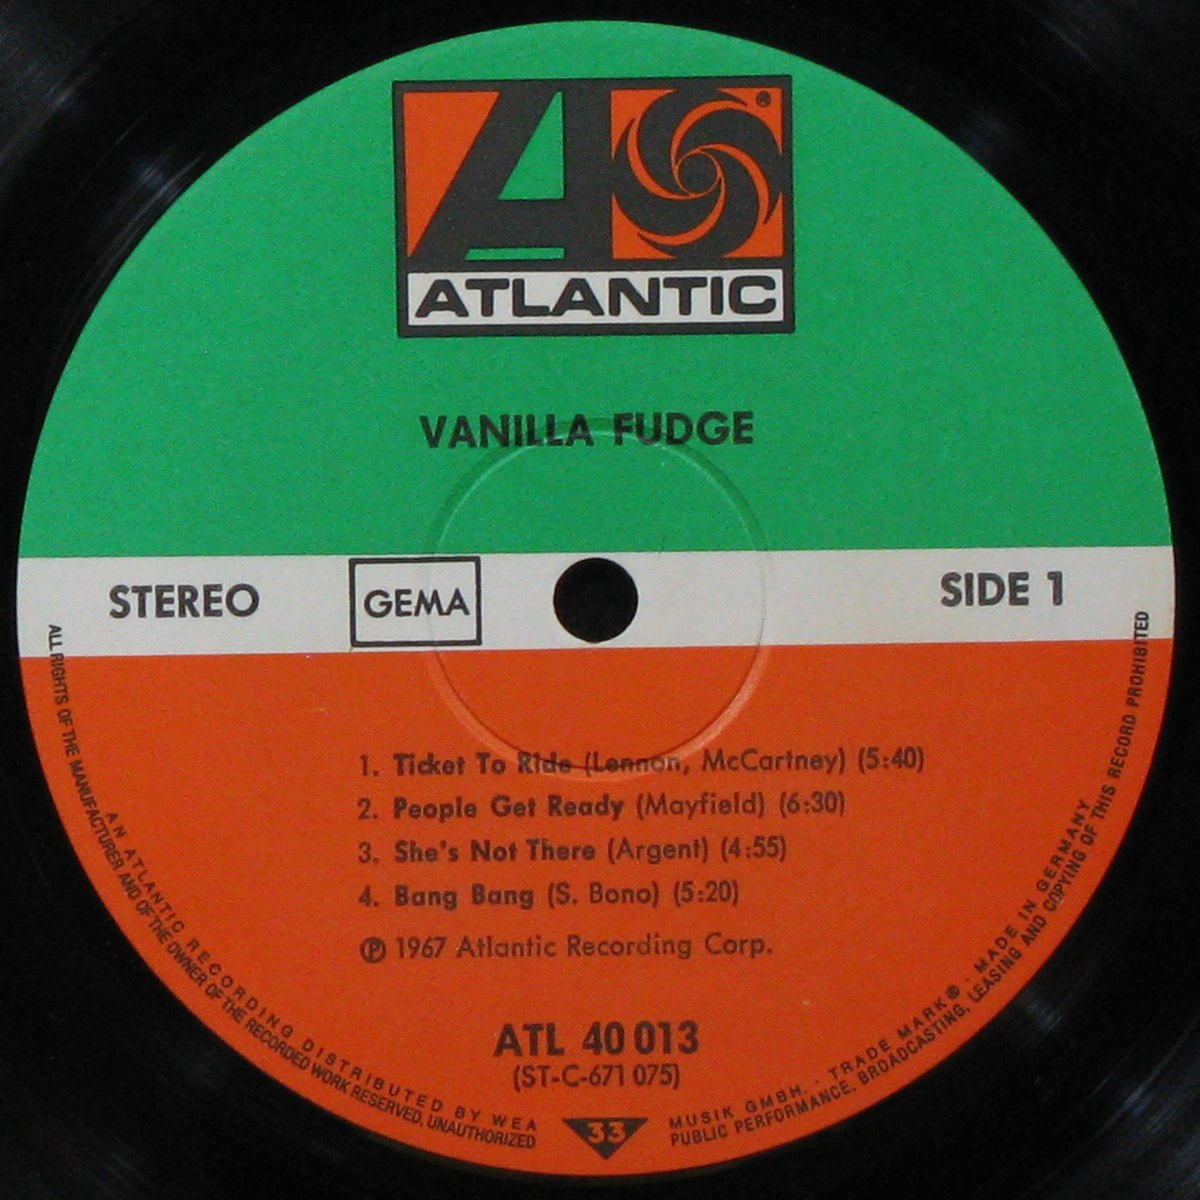 ATLANTIC
®
VANILLA FUDGE
STEREO
GEMA
SIDE 1
1. Ticket To Ride (Lennon, McCartney) (5:40)
2. People Get Ready (Mayfield) (6:30)
3. She's Not There (Argent) (4:55)
4. Bang Bang (S. Bono) (5:20)
℗ 1967 Atlantic Recording Corp.
ATL 40 013
(ST-C-671 075)
33
AN ATLANTIC RECORDING DISTRIBUTED BY WEA MUSIK GMBH. - TRADE MARK ® - MADE IN GERMANY
ALL RIGHTS OF THE MANUFACTURER AND OF THE OWNER OF THE RECORDED WORK RESERVED, UNAUTHORIZED PUBLIC PERFORMANCE, BROADCASTING, LEASING AND COPYING OF THIS RECORD PROHIBITED